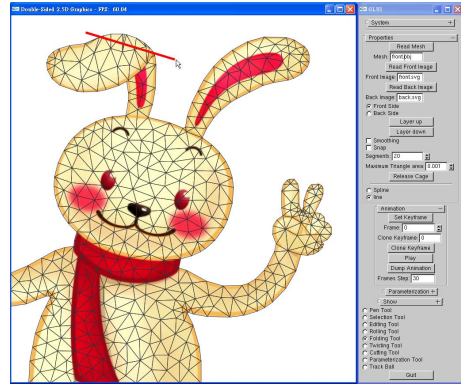 Double-Sided 2.5D Graphics - FPS: 60.04
GLUI
System
Properties
Read Mesh
Mesh: front.obj
Read Front Image
Front Image: front.svg
Read Back Image
Back Image: back.svg
Front Side
Back Side
Layer up
Layer down
Smoothing
Snap
Segments: 20
Maximum Triangle area: 0.001
Release Cage
Spline
line
Animation
Set Keyframe
Frame: 0
Clone Keyframe: 0
Clone Keyframe
Play
Dump Animation
Frames Step: 30
Parameterization
Show
Pen Tool
Selection Tool
Editing Tool
Rolling Tool
Folding Tool
Twisting Tool
Cutting Tool
Parameterization Tool
Track Ball
Quit